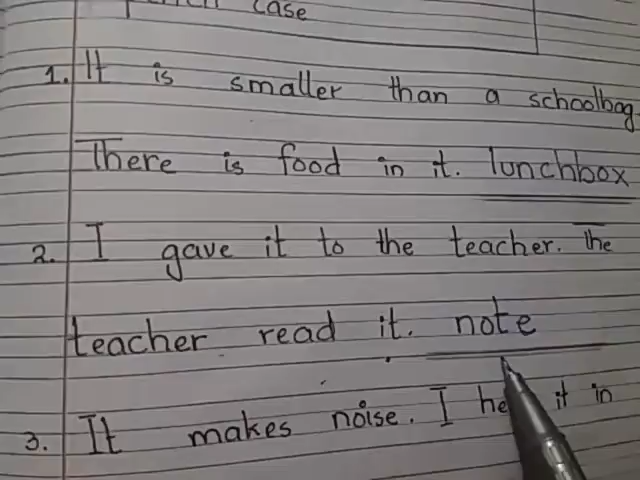 case
1. It is smaller than a schoolbag.
There is food in it. lunchbox
2. I gave it to the teacher. The
teacher read it. note
3. It makes noise. I it in